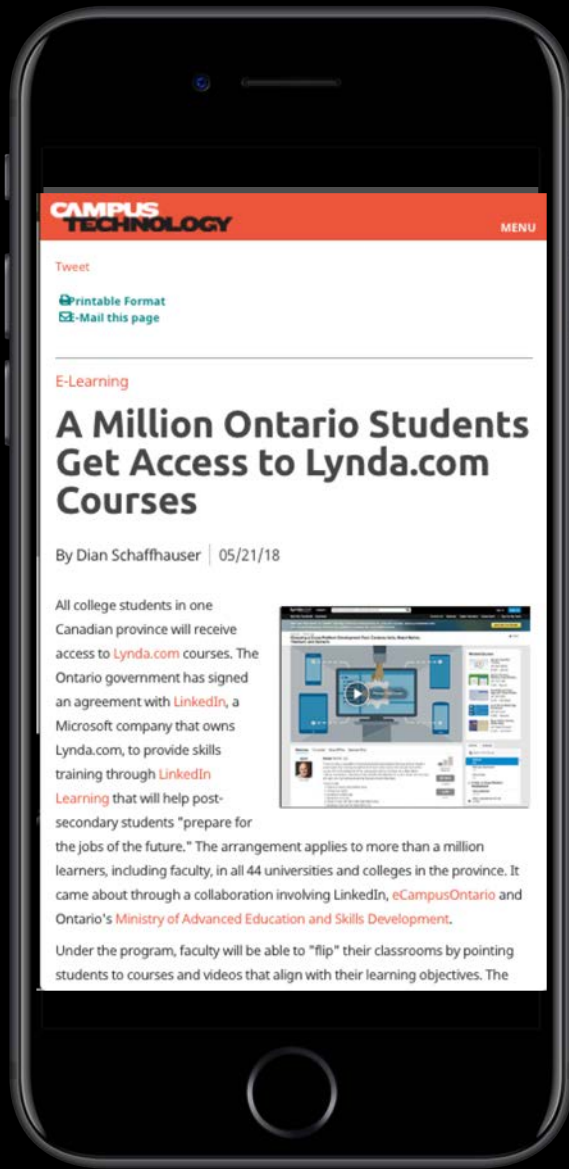 CAMPUS
TECHNOLOGY
MENU
Tweet
Printable Format
E-Mail this page
E-Learning
A Million Ontario Students
Get Access to Lynda.com
Courses
By Dian Schaffhauser | 05/21/18
All college students in one
Canadian province will receive
access to Lynda.com courses. The
Ontario government has signed
an agreement with LinkedIn, a
Microsoft company that owns
Lynda.com, to provide skills
training through LinkedIn
Learning that will help post-
secondary students "prepare for
the jobs of the future." The arrangement applies to more than a million
learners, including faculty, in all 44 universities and colleges in the province. It
came about through a collaboration involving LinkedIn, eCampusOntario and
Ontario's Ministry of Advanced Education and Skills Development.
Under the program, faculty will be able to "flip" their classrooms by pointing
students to courses and videos that align with their learning objectives. The